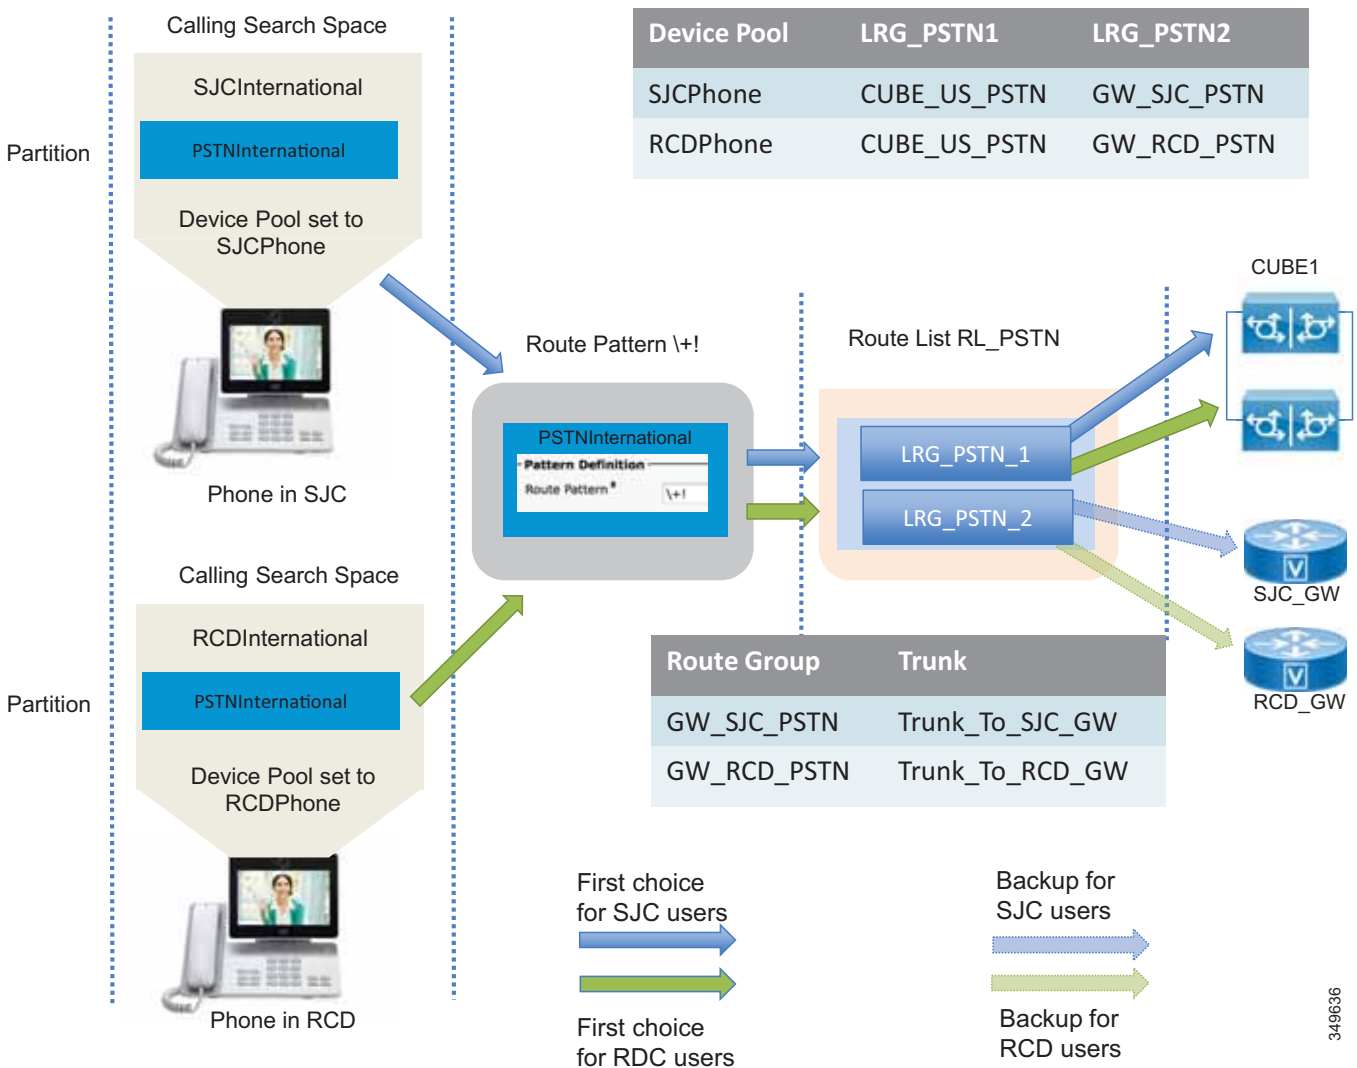 Calling Search Space
SJCInternational
Partition
PSTNInternational
Device Pool set to
SJCPhone
Phone in SJC
Calling Search Space
RCDInternational
Partition
PSTNInternational
Device Pool set to
RCDPhone
Phone in RCD
Device Pool LRG_PSTN1 LRG_PSTN2
SJCPhone CUBE_US_PSTN GW_SJC_PSTN
RCDPhone CUBE_US_PSTN GW_RCD_PSTN
Route Pattern \+!
PSTNInternational
Pattern Definition
Route Pattern* \+!
Route List RL_PSTN
LRG_PSTN_1
LRG_PSTN_2
CUBE1
V
SJC_GW
V
RCD_GW
Route Group Trunk
GW_SJC_PSTN Trunk_To_SJC_GW
GW_RCD_PSTN Trunk_To_RCD_GW
First choice
for SJC users
First choice
for RDC users
Backup for
SJC users
Backup for
RCD users
349636